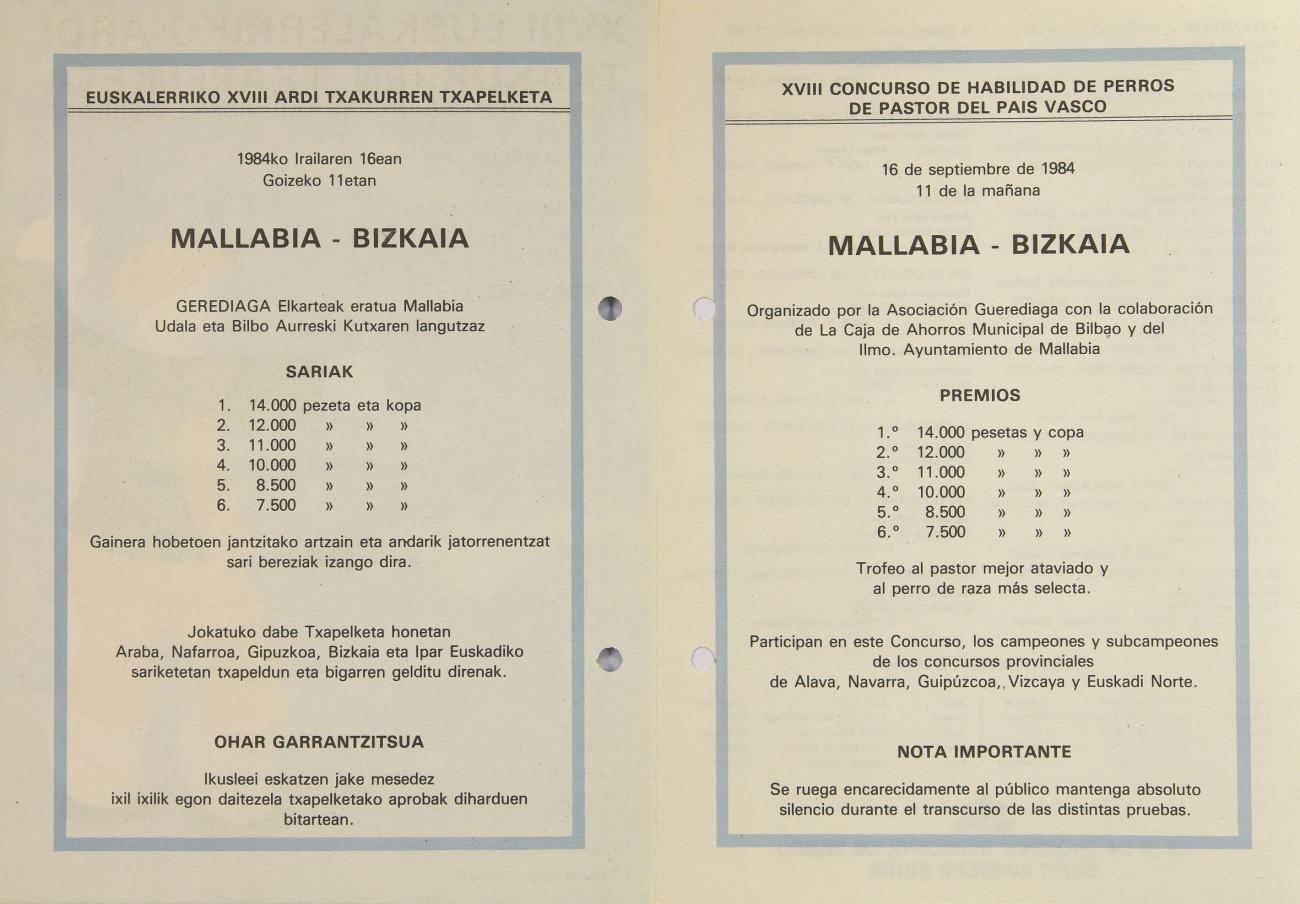 EUSKALERRIKO XVIII ARDI TXAKURREN TXAPELKETA
1984ko Irailaren 16ean
Goizeko 11etan
MALLABIA - BIZKAIA
GEREDIAGA Elkarteak eratua Mallabia
Udala eta Bilbo Aurreski Kutxaren langutzaz
SARIAK
1. 14.000 pezeta eta kopa
2. 12.000 » » »
3. 11.000 » » »
4. 10.000 » » »
5. 8.500 » » »
6. 7.500 » » »
Gainera hobetoen jantzitako artzain eta andarik jatorrenentzat
sari bereziak izango dira.
Jokatuko dabe Txapelketa honetan
Araba, Nafarroa, Gipuzkoa, Bizkaia eta Ipar Euskadiko
sariketetan txapeldun eta bigarren gelditu direnak.
OHAR GARRANTZITSUA
Ikusleei eskatzen jake mesedez
ixil ixilik egon daitezela txapelketako aprobak diharduen
bitartean.
XVIII CONCURSO DE HABILIDAD DE PERROS
DE PASTOR DEL PAIS VASCO
16 de septiembre de 1984
11 de la mañana
MALLABIA - BIZKAIA
Organizado por la Asociación Guerediaga con la colaboración
de La Caja de Ahorros Municipal de Bilbao y del
Ilmo. Ayuntamiento de Mallabia
PREMIOS
1.º 14.000 pesetas y copa
2.º 12.000 » » »
3.º 11.000 » » »
4.º 10.000 » » »
5.º 8.500 » » »
6.º 7.500 » » »
Trofeo al pastor mejor ataviado y
al perro de raza más selecta.
Participan en este Concurso, los campeones y subcampeones
de los concursos provinciales
de Alava, Navarra, Guipúzcoa, Vizcaya y Euskadi Norte.
NOTA IMPORTANTE
Se ruega encarecidamente al público mantenga absoluto
silencio durante el transcurso de las distintas pruebas.